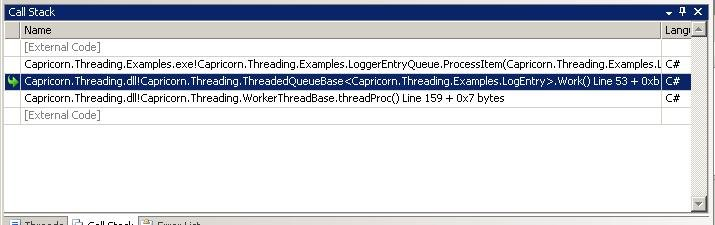 Call Stack
Name Langu
[External Code]
Capricorn.Threading.Examples.exe!Capricorn.Threading.Examples.LoggerEntryQueue.ProcessItem(Capricorn.Threading.Examples.L C#
Capricorn.Threading.dll!Capricorn.Threading.ThreadedQueueBase<Capricorn.Threading.Examples.LogEntry>.Work() Line 53 + 0xb C#
Capricorn.Threading.dll!Capricorn.Threading.WorkerThreadBase.threadProc() Line 159 + 0x7 bytes C#
[External Code]
Threads Call Stack Error List